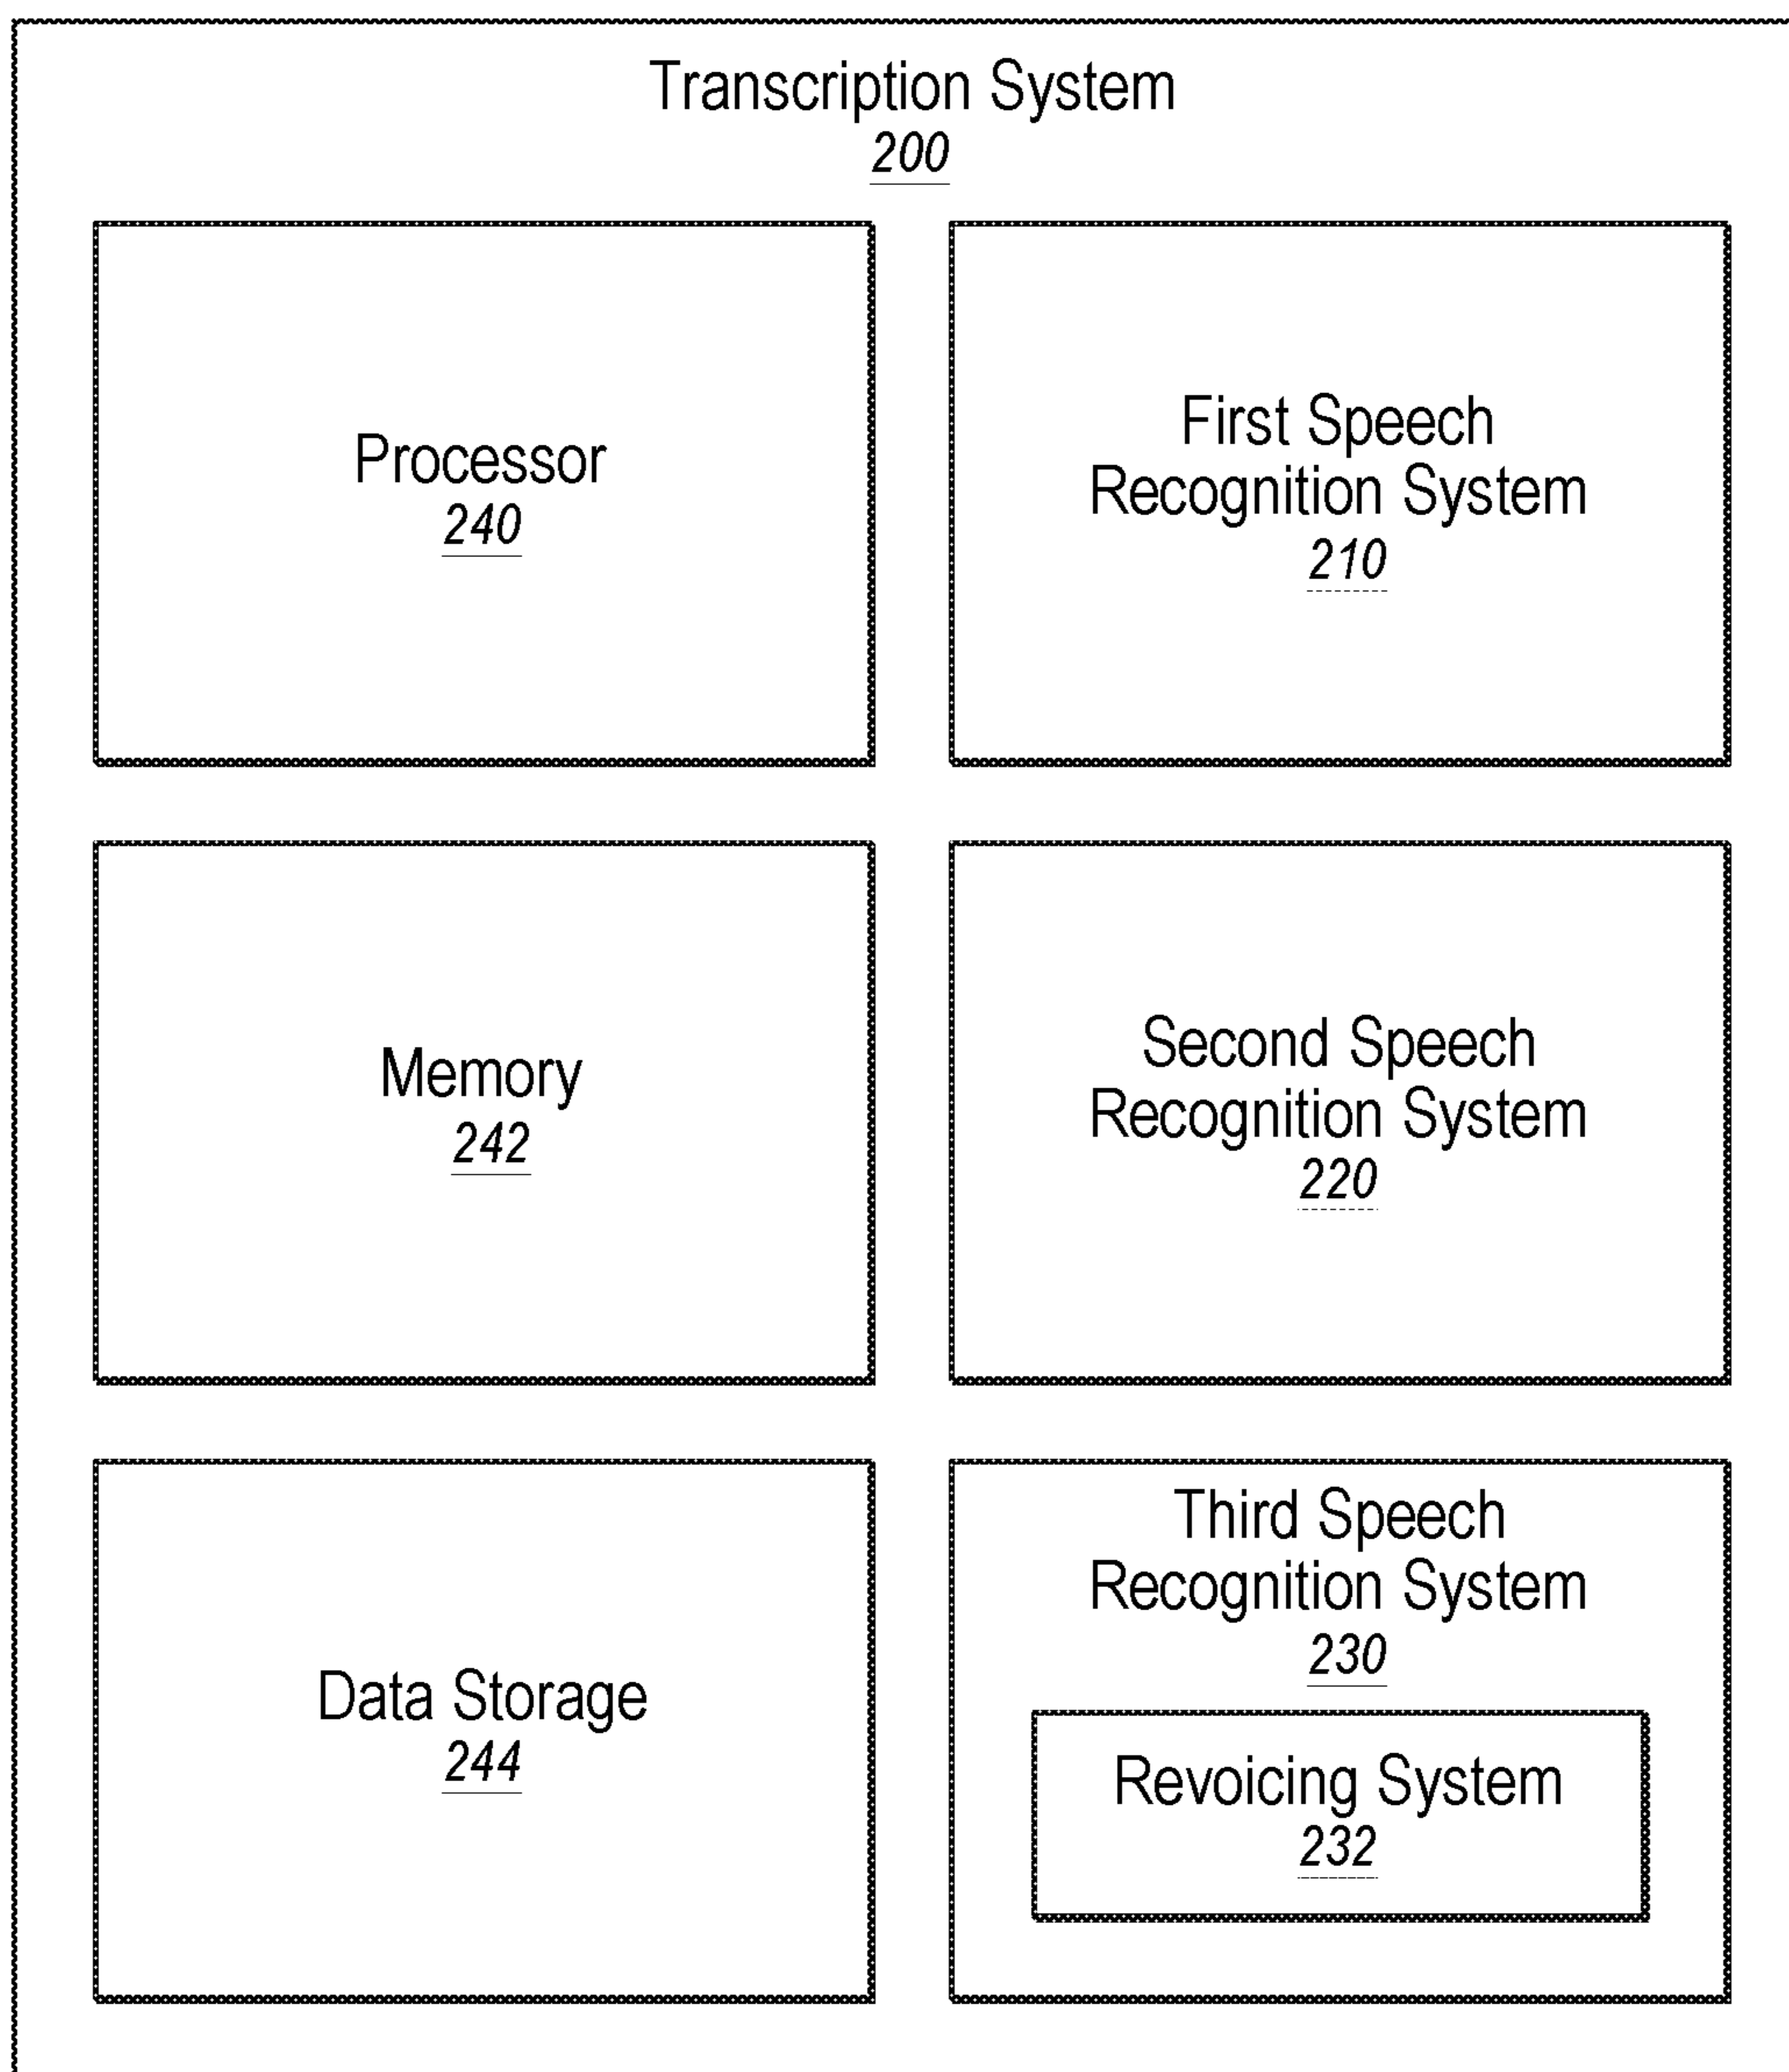 Transcription System
200
Processor
240
First Speech
Recognition System
210
Memory
242
Second Speech
Recognition System
220
Data Storage
244
Third Speech
Recognition System
230
Revoicing System
232